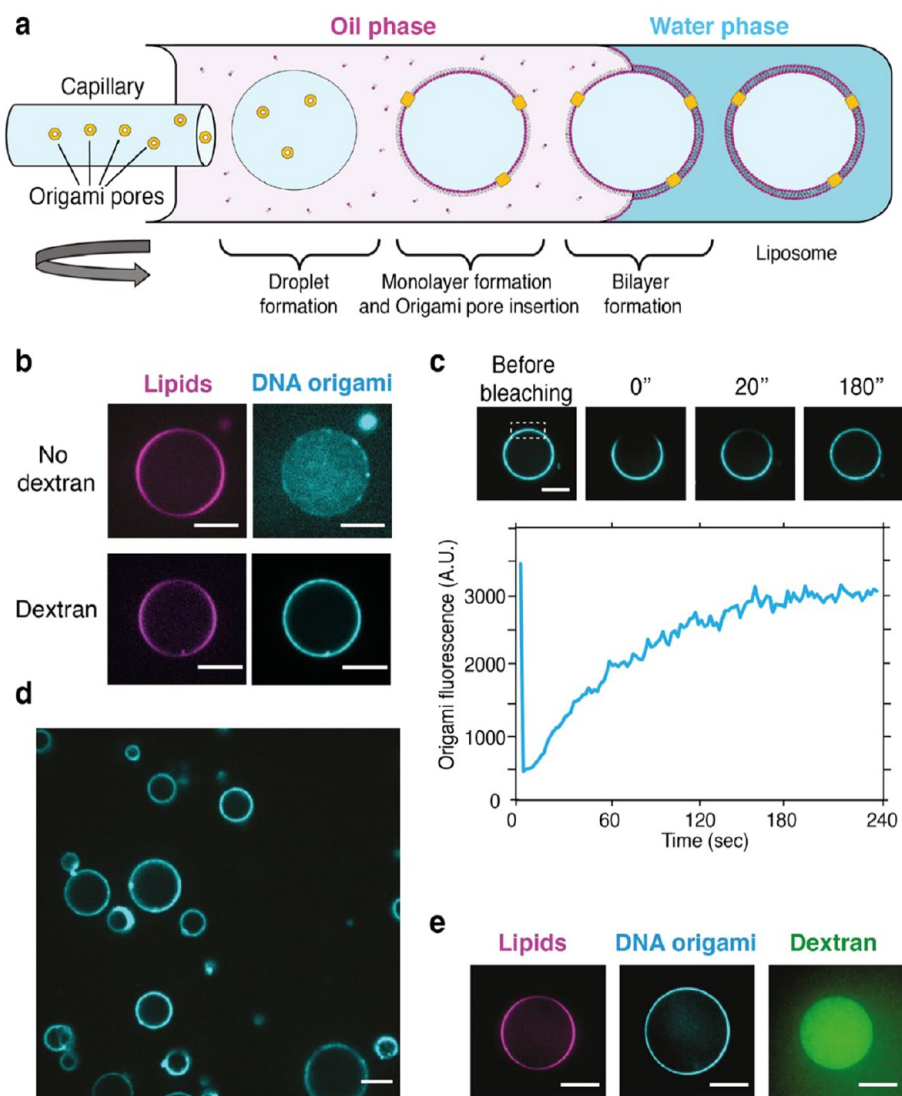 a
Oil phase
Water phase
Capillary
Origami pores
Droplet
formation
Monolayer formation
and Origami pore insertion
Bilayer
formation
Liposome
b
Lipids
DNA origami
No
dextran
Dextran
c
Before
bleaching
0"
20"
180"
Origami fluorescence (A.U.)
3000
2000
1000
0
0
60
120
180
240
Time (sec)
d
e
Lipids
DNA origami
Dextran